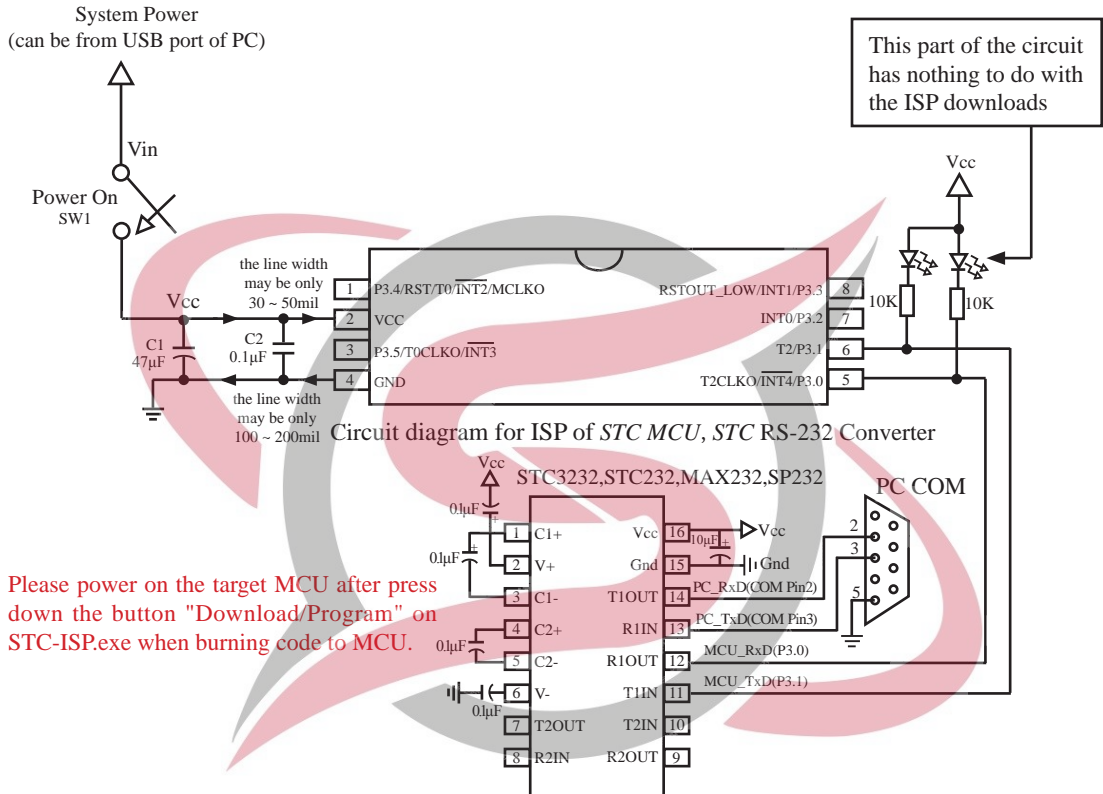 System Power
(can be from USB port of PC)
Vin
Power On
SW1
This part of the circuit
has nothing to do with
the ISP downloads
Vcc
10K
10K
the line width
may be only
30 ~ 50mil
Vcc
C1
47µF
C2
0.1µF
the line width
may be only
100 ~ 200mil
1 P3.4/RST/T0/INT2/MCLKO
2 VCC
3 P3.5/T0CLKO/INT3
4 GND
RSTOUT_LOW/INT1/P3.3 8
INT0/P3.2 7
T2/P3.1 6
T2CLKO/INT4/P3.0 5
Circuit diagram for ISP of STC MCU, STC RS-232 Converter
STC3232,STC232,MAX232,SP232
PC COM
Vcc
0.1µF
+
0.1µF
+
0.1µF
0.1µF
1 C1+
2 V+
3 C1-
4 C2+
5 C2-
6 V-
7 T2OUT
8 R2IN
Vcc 16
Gnd 15
T1OUT 14
R1IN 13
R1OUT 12
T1IN 11
T2IN 10
R2OUT 9
Vcc
10µF
+
Gnd
PC_RxD(COM Pin2)
PC_TxD(COM Pin3)
MCU_RxD(P3.0)
MCU_TxD(P3.1)
2
3
5
Please power on the target MCU after press
down the button "Download/Program" on
STC-ISP.exe when burning code to MCU.